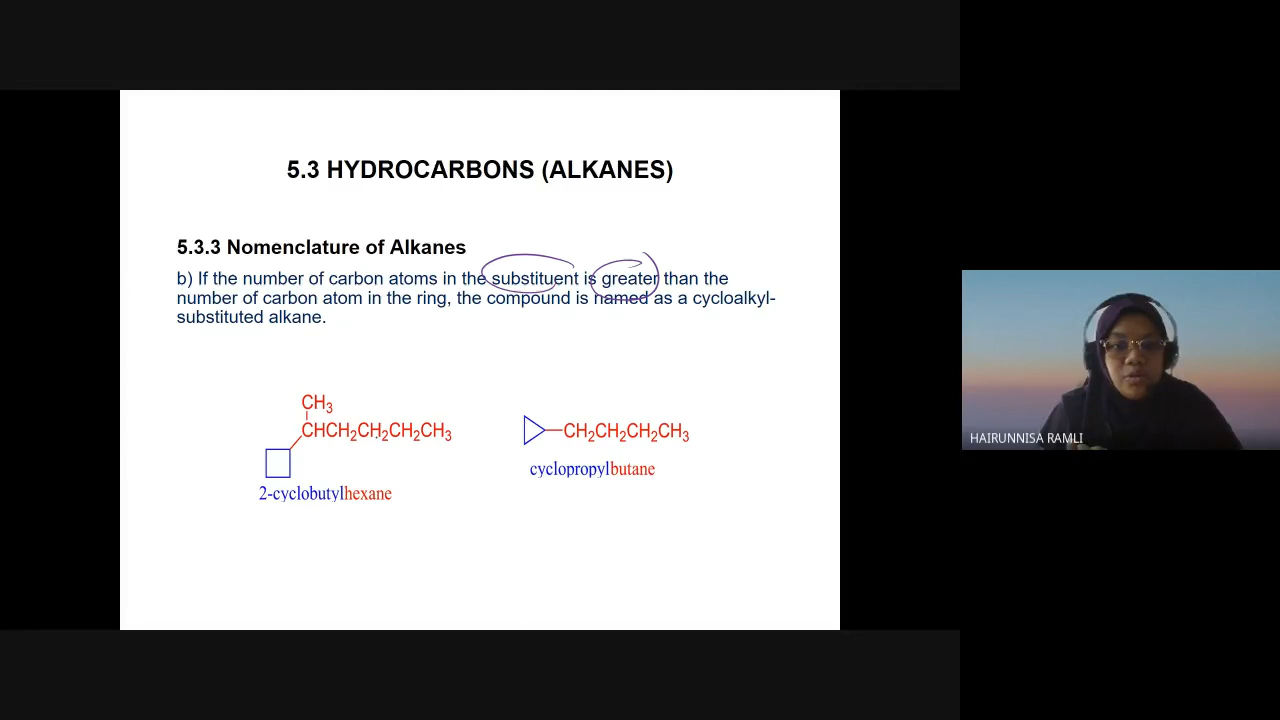 5.3 HYDROCARBONS (ALKANES)
5.3.3 Nomenclature of Alkanes
b) If the number of carbon atoms in the substituent is greater than the
number of carbon atom in the ring, the compound is named as a cycloalkyl-
substituted alkane.
CH3
CHCH2CH2CH2CH3
2-cyclobutylhexane
CH2CH2CH2CH3
cyclopropylbutane
HAIRUNNISA RAMLI